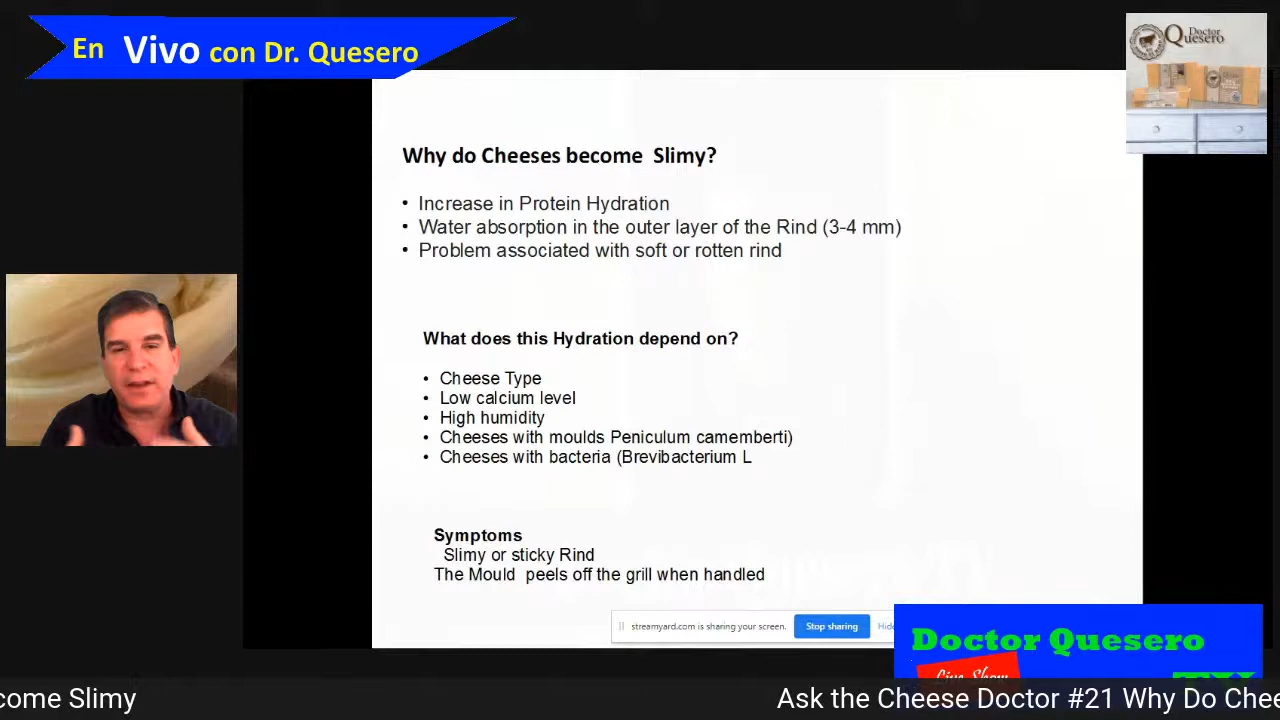 En Vivo con Dr. Quesero
Doctor
Quesero
Why do Cheeses become Slimy?
• Increase in Protein Hydration
• Water absorption in the outer layer of the Rind (3-4 mm)
• Problem associated with soft or rotten rind
What does this Hydration depend on?
• Cheese Type
• Low calcium level
• High humidity
• Cheeses with moulds Peniculum camemberti)
• Cheeses with bacteria (Brevibacterium L
Symptoms
Slimy or sticky Rind
The Mould peels off the grill when handled
streamyard.com is sharing your screen. Stop sharing Hide
Doctor Quesero
Live Show
come Slimy Ask the Cheese Doctor #21 Why Do Chee